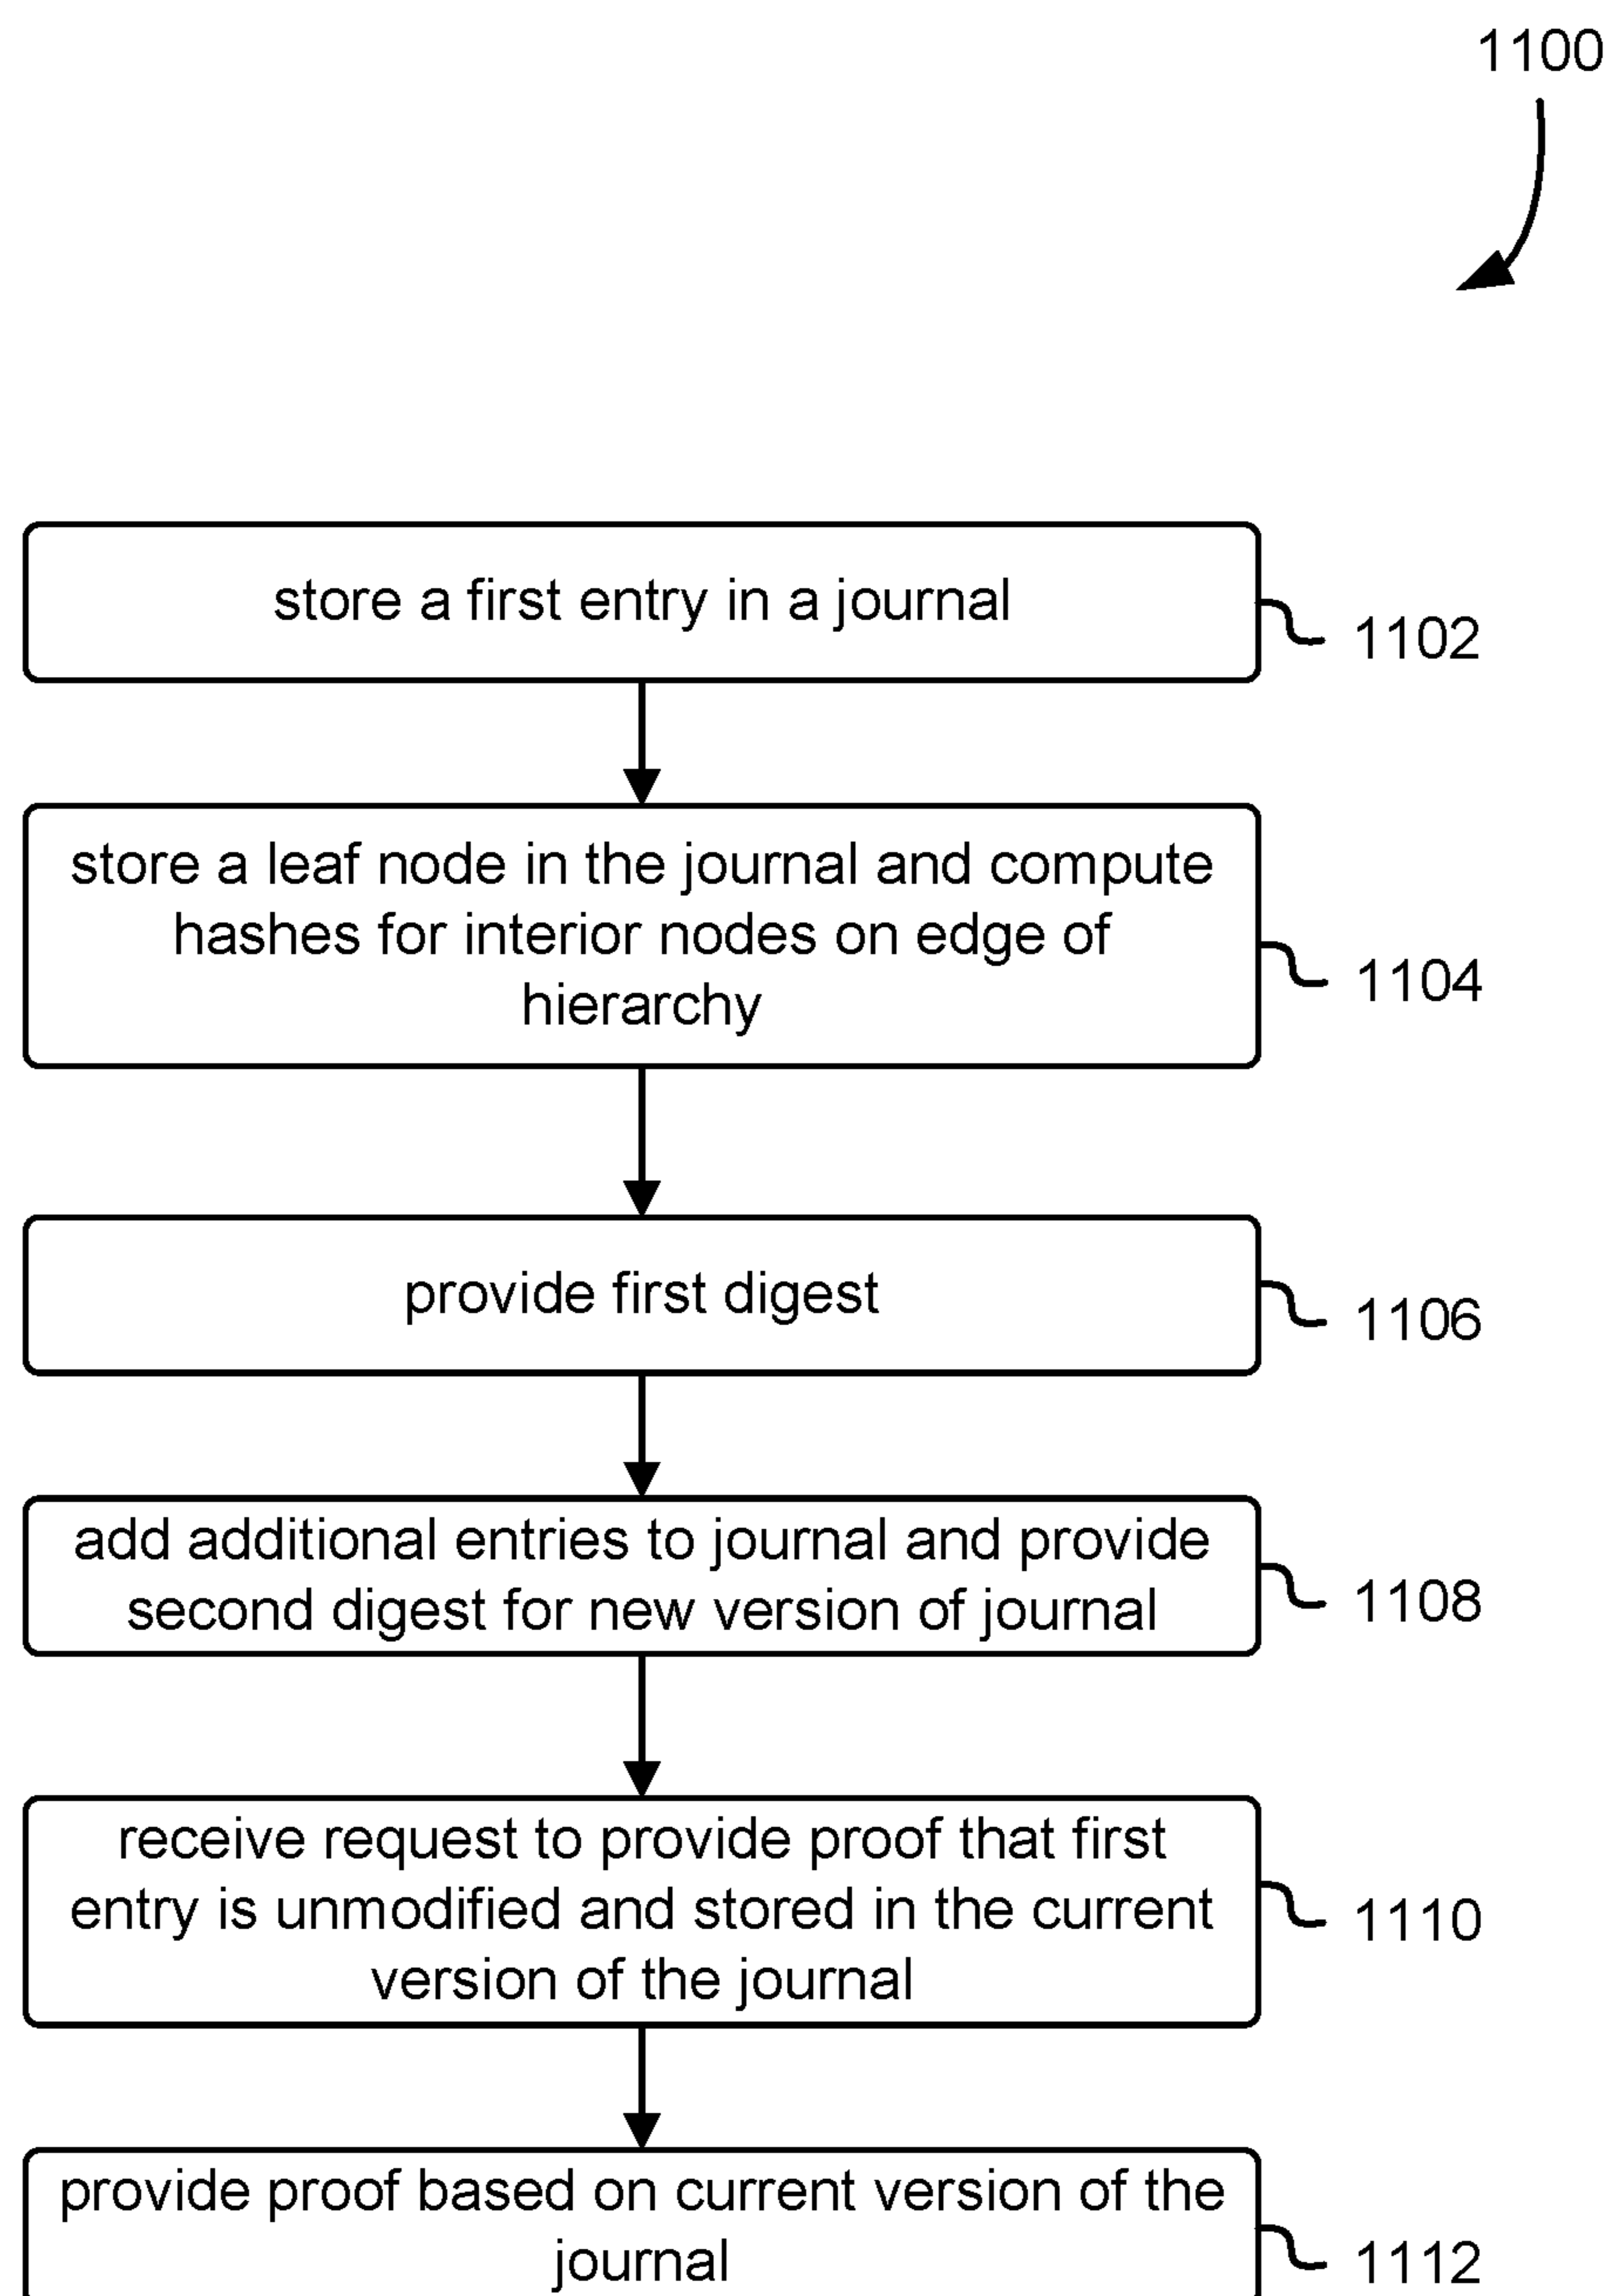 1100
store a first entry in a journal
1102
store a leaf node in the journal and compute
hashes for interior nodes on edge of
hierarchy
1104
provide first digest
1106
add additional entries to journal and provide
second digest for new version of journal
1108
receive request to provide proof that first
entry is unmodified and stored in the current
version of the journal
1110
provide proof based on current version of the
journal
1112